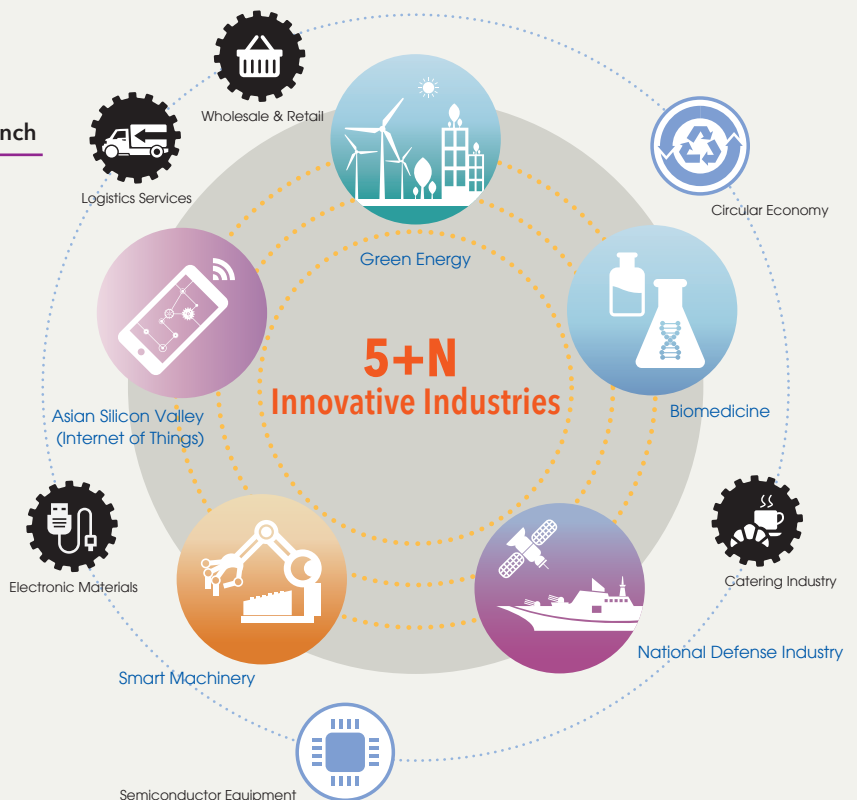 nch
Wholesale & Retail
Logistics Services
Circular Economy
Green Energy
5+N
Innovative Industries
Asian Silicon Valley
(Internet of Things)
Biomedicine
Electronic Materials
Catering Industry
National Defense Industry
Smart Machinery
Semiconductor Equipment